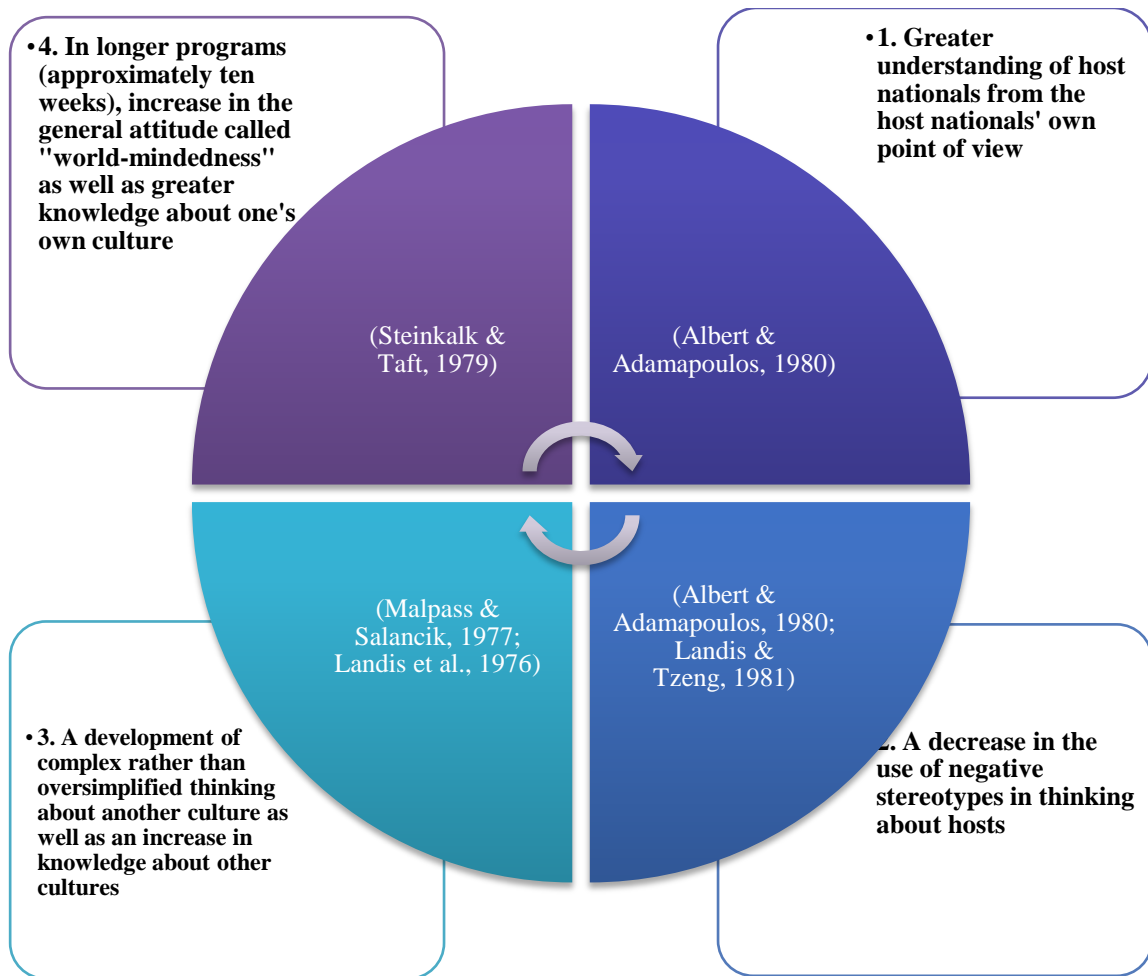 •4. In longer programs
(approximately ten
weeks), increase in the
general attitude called
"world-mindedness"
as well as greater
knowledge about one's
own culture
•1. Greater
understanding of host
nationals from the
host nationals' own
point of view
(Steinkalk &
Taft, 1979)
(Albert &
Adamapoulos, 1980)
(Malpass &
Salancik, 1977;
Landis et al., 1976)
(Albert &
Adamapoulos, 1980;
Landis &
Tzeng, 1981)
•3. A development of
complex rather than
oversimplified thinking
about another culture as
well as an increase in
knowledge about other
cultures
2. A decrease in the
use of negative
stereotypes in thinking
about hosts